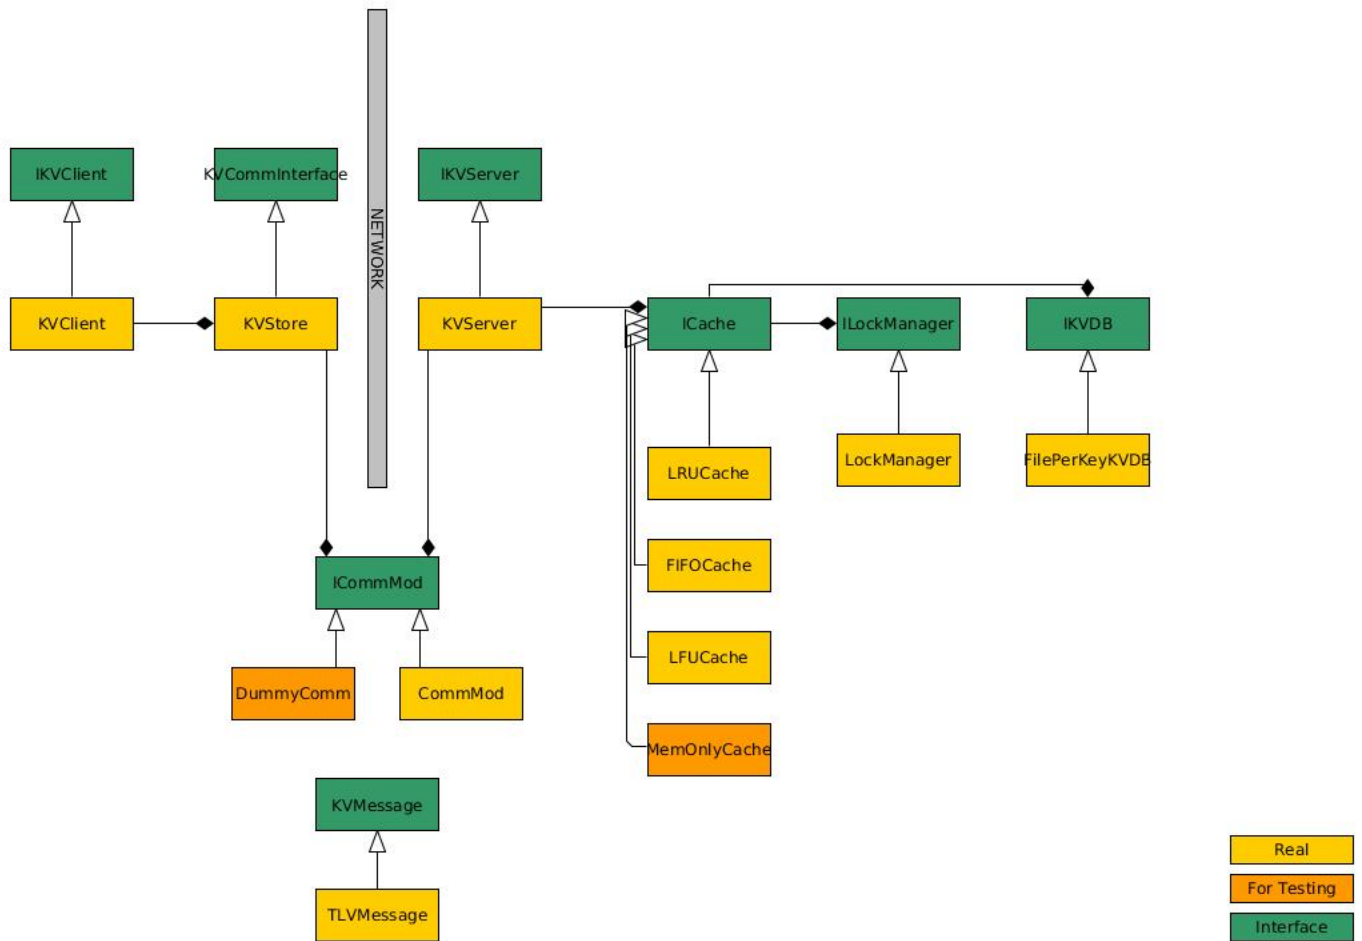 IKVClient
KVCommInterface
IKVServer
NETWORK
KVClient
KVStore
KVServer
ICache
ILockManager
IKVDB
LRUCache
LockManager
FilePerKeyKVDB
FIFOCache
ICommMod
LFUCache
DummyComm
CommMod
MemOnlyCache
KVMessage
TLVMessage
Real
For Testing
Interface